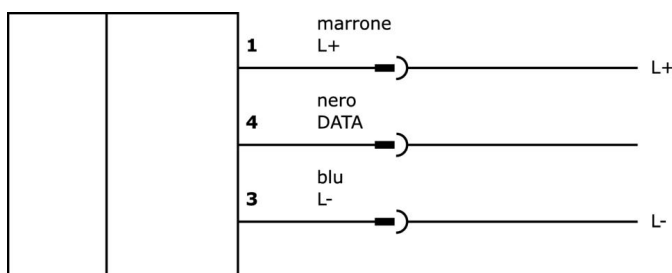 marrone
1 L+
L+
nero
4 DATA
blu
3 L-
L-